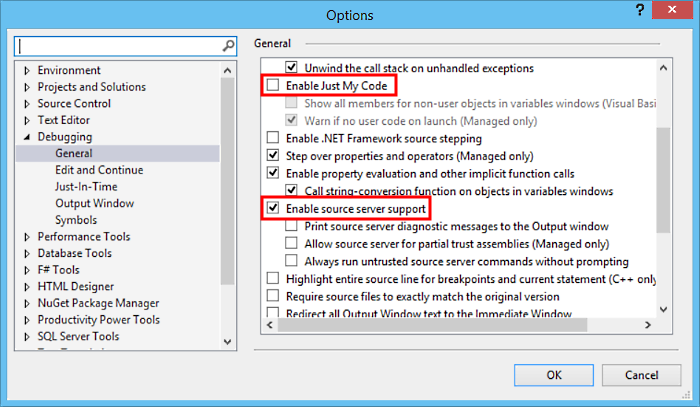 Options
?
General
Environment
Projects and Solutions
Source Control
Text Editor
Debugging
General
Edit and Continue
Just-In-Time
Output Window
Symbols
Performance Tools
Database Tools
F# Tools
HTML Designer
NuGet Package Manager
Productivity Power Tools
SQL Server Tools
Unwind the call stack on unhandled exceptions
Enable Just My Code
Show all members for non-user objects in variables windows (Visual Basi
Warn if no user code on launch (Managed only)
Enable .NET Framework source stepping
Step over properties and operators (Managed only)
Enable property evaluation and other implicit function calls
Call string-conversion function on objects in variables windows
Enable source server support
Print source server diagnostic messages to the Output window
Allow source server for partial trust assemblies (Managed only)
Always run untrusted source server commands without prompting
Highlight entire source line for breakpoints and current statement (C++ only
Require source files to exactly match the original version
Redirect all Output Window text to the Immediate Window
OK
Cancel